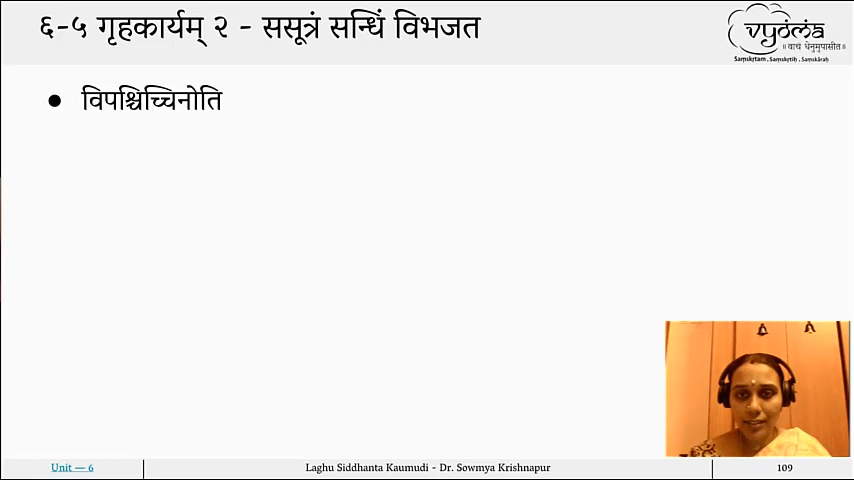 ६-५ गृहकार्यम् २ - ससूत्रं सन्धिं विभजत
vyoma
॥ वाचं धेनुमुपासीत ॥
Saṃskṛtam . Saṃskṛtiḥ . Saṃskāraḥ
● विपश्चिच्चिनोति
Unit — 6
Laghu Siddhanta Kaumudi - Dr. Sowmya Krishnapur
109